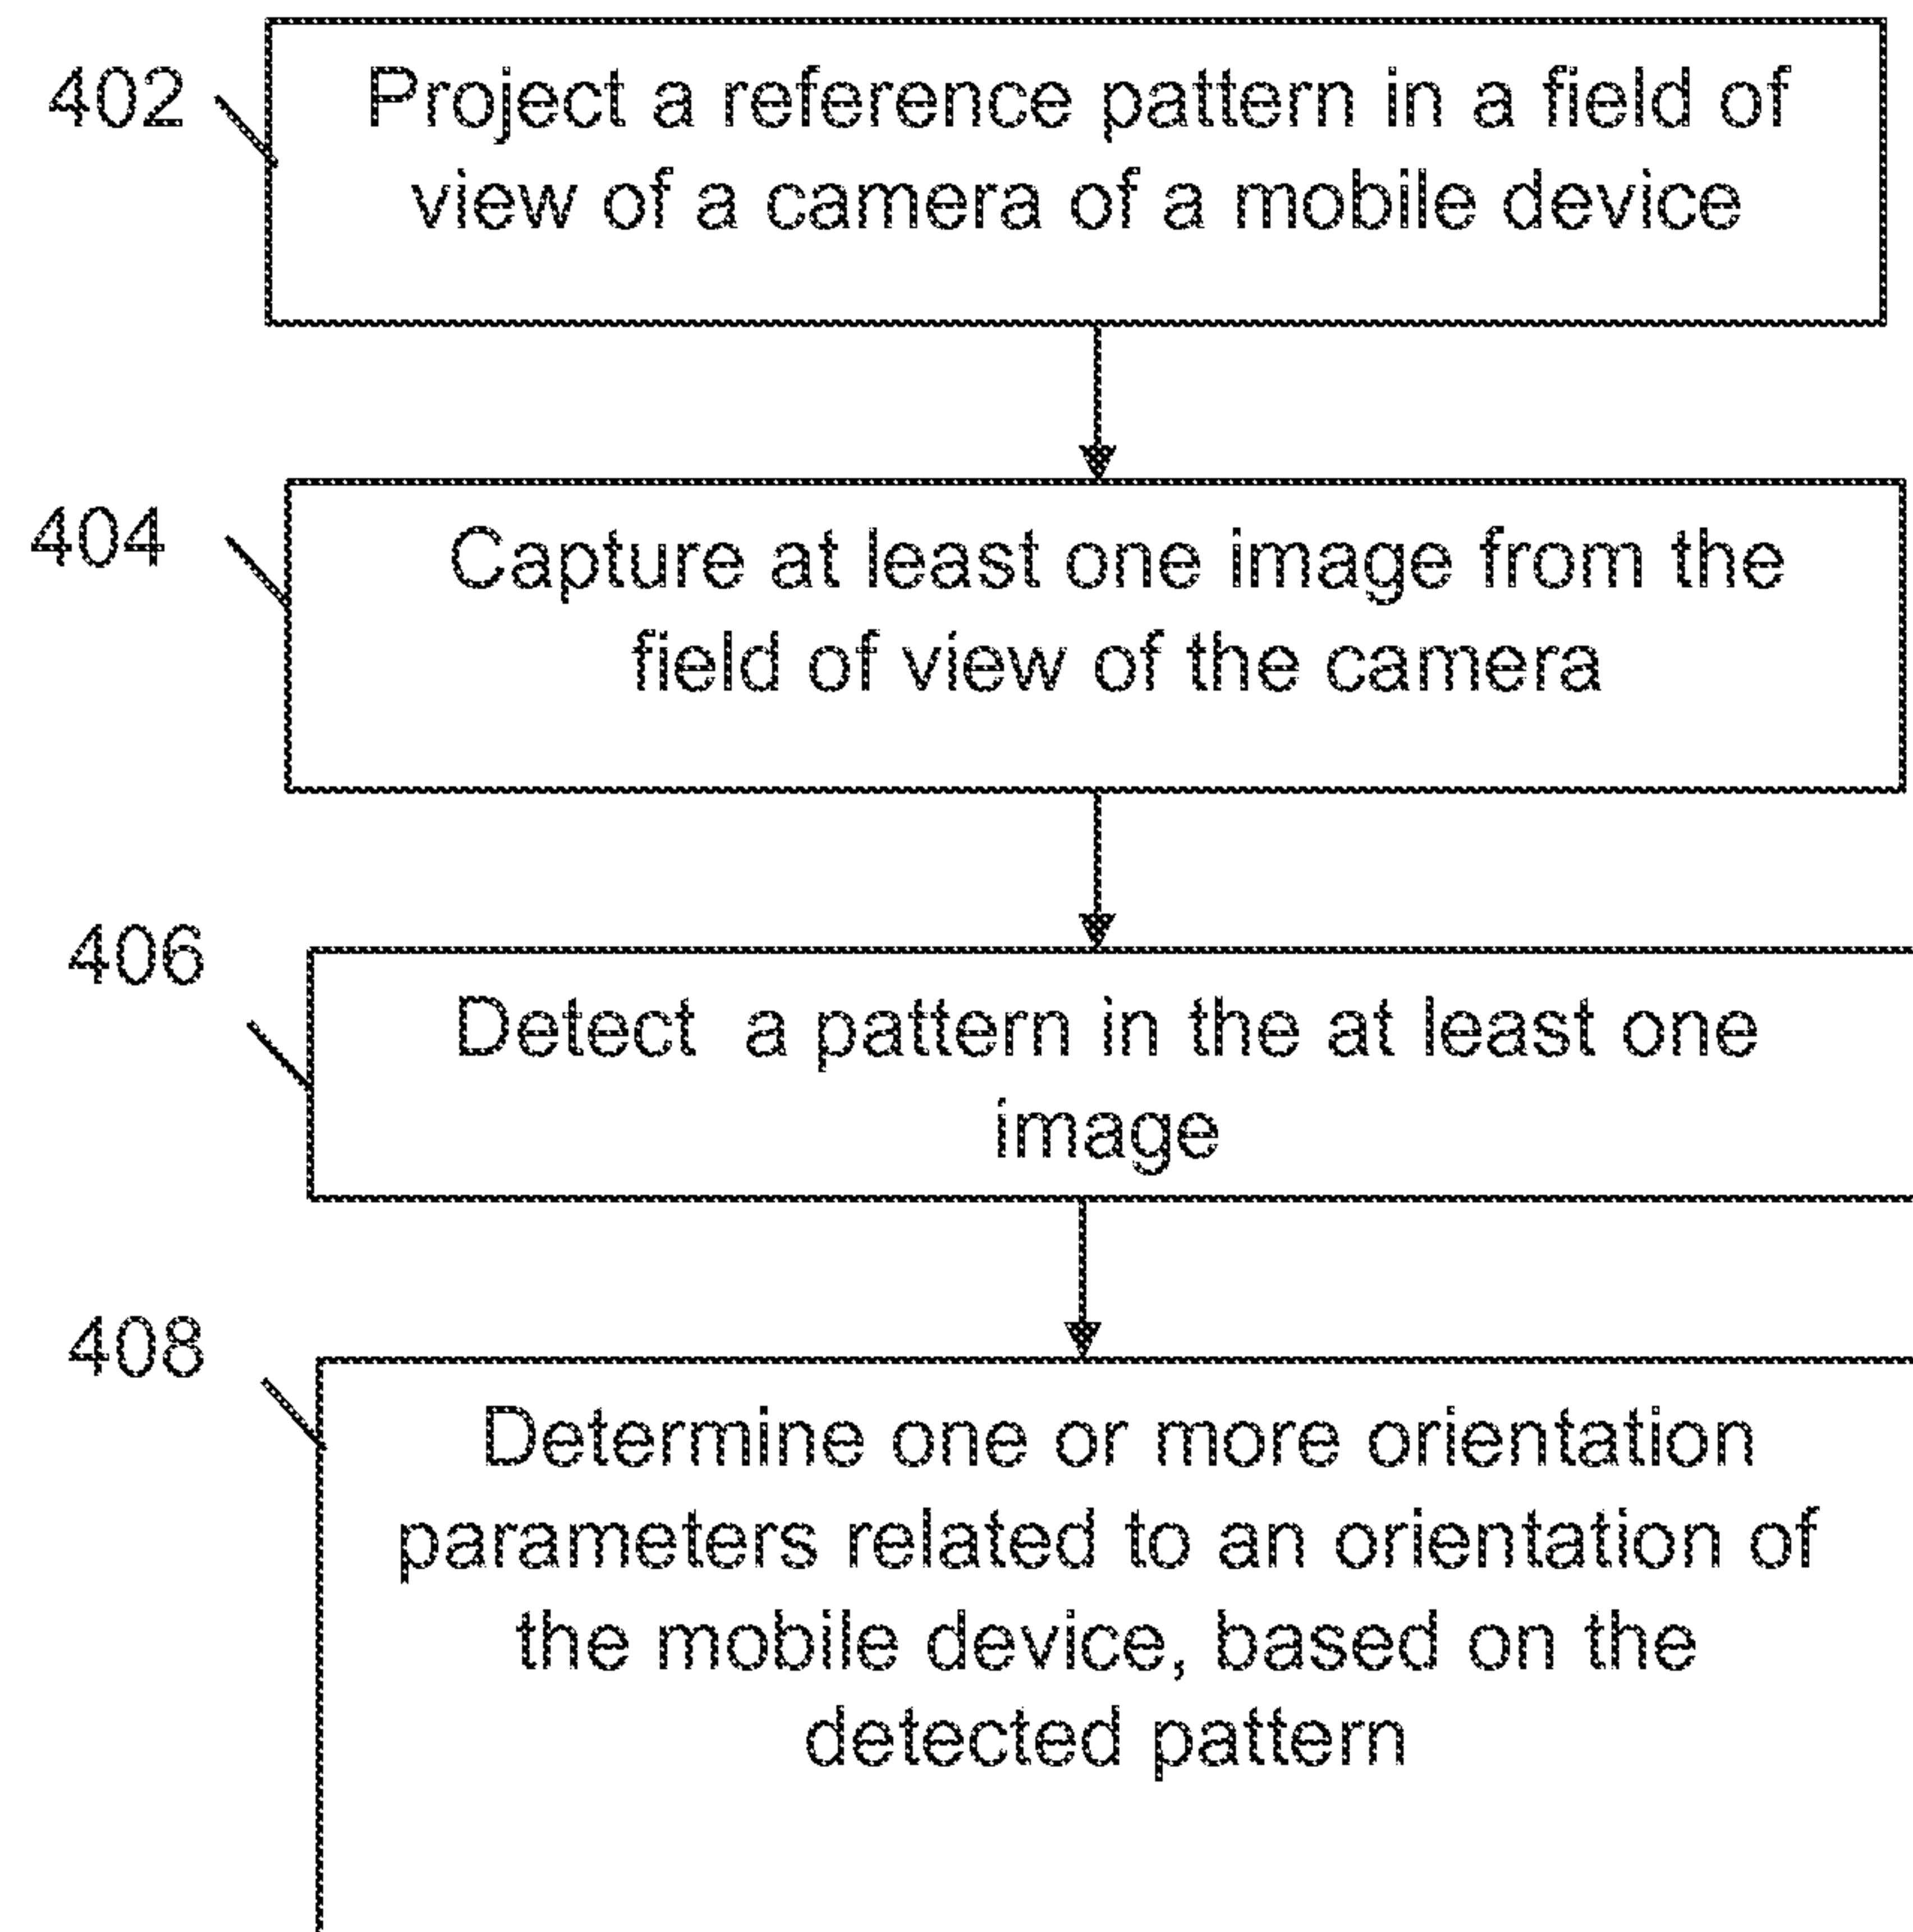 402
Project a reference pattern in a field of
view of a camera of a mobile device
404
Capture at least one image from the
field of view of the camera
406
Detect a pattern in the at least one
image
408
Determine one or more orientation
parameters related to an orientation of
the mobile device, based on the
detected pattern